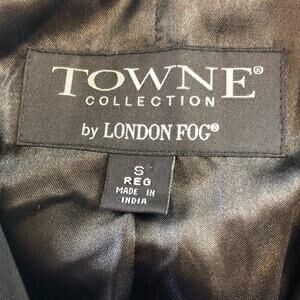 TOWNE®
COLLECTION
by LONDON FOG®
S
REG
MADE IN
INDIA